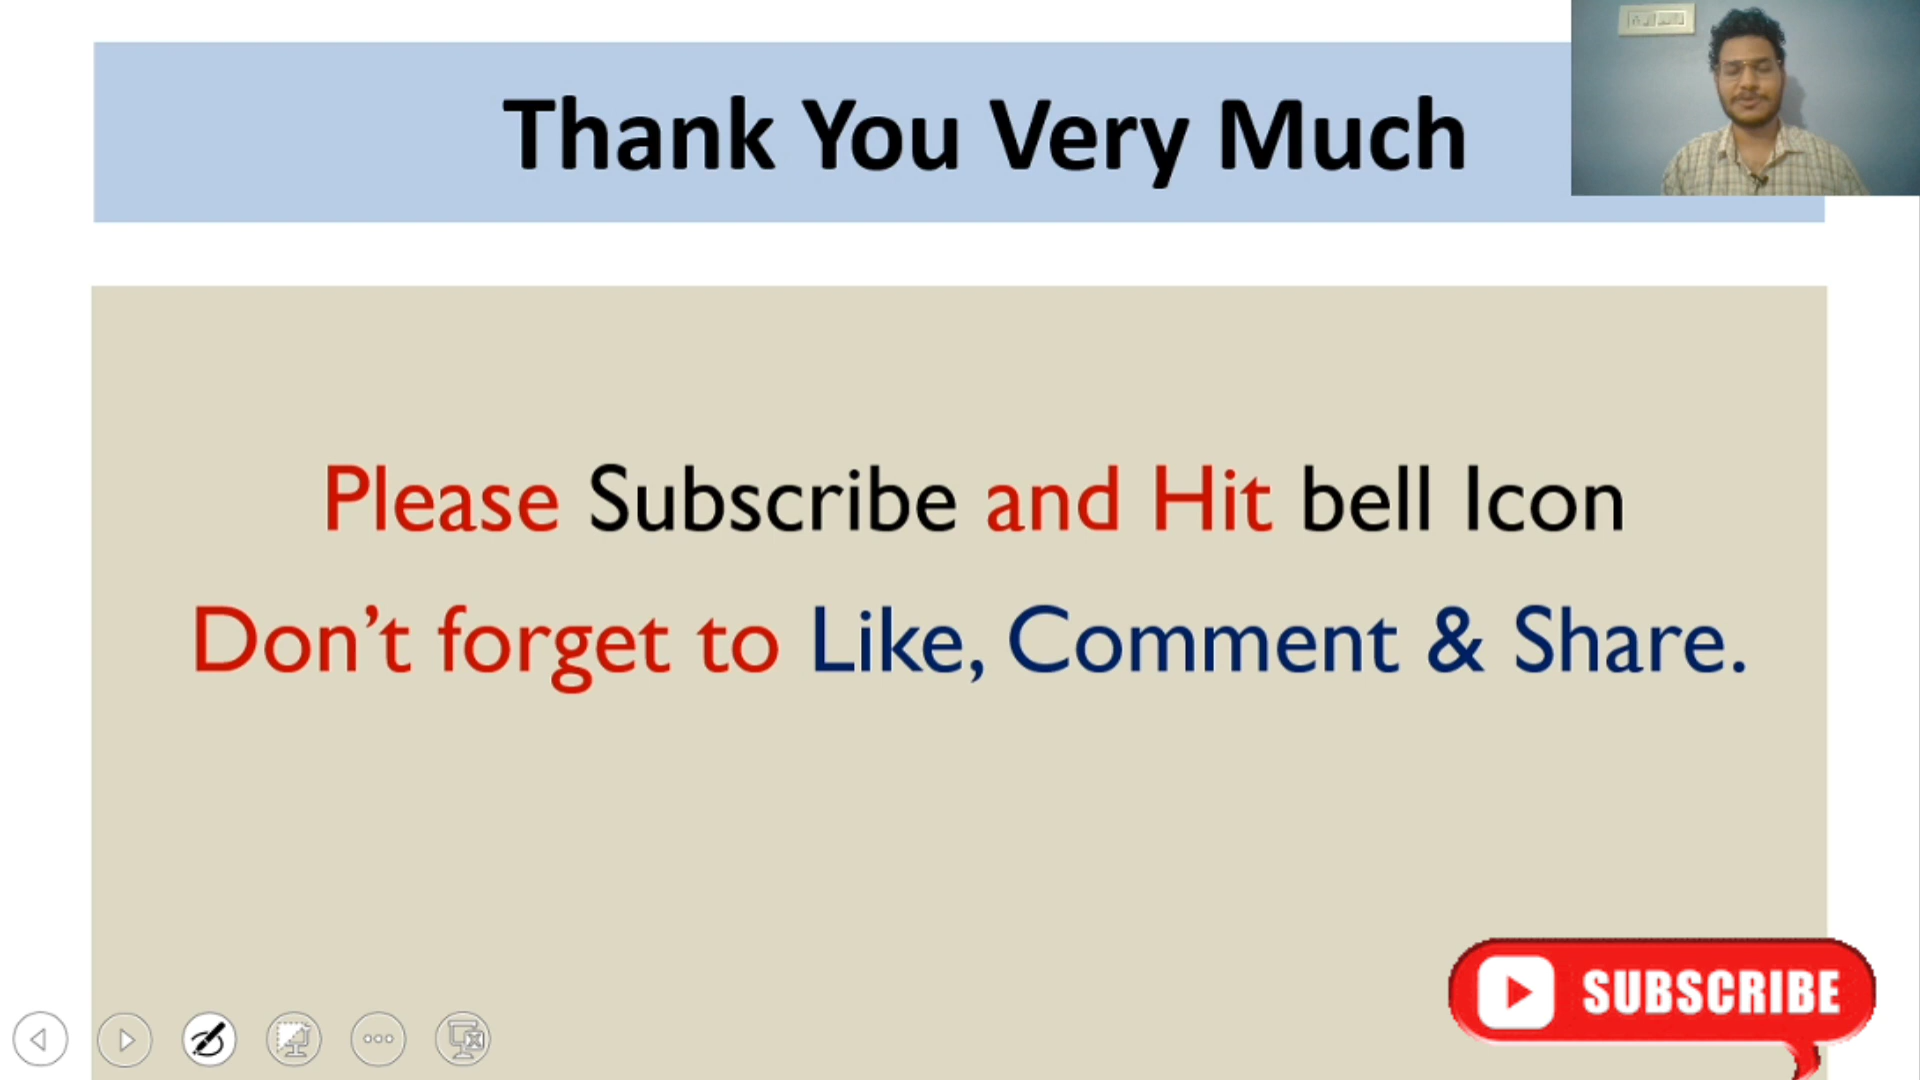 Thank You Very Much
Please Subscribe and Hit bell Icon
Don't forget to Like, Comment & Share.
SUBSCRIBE